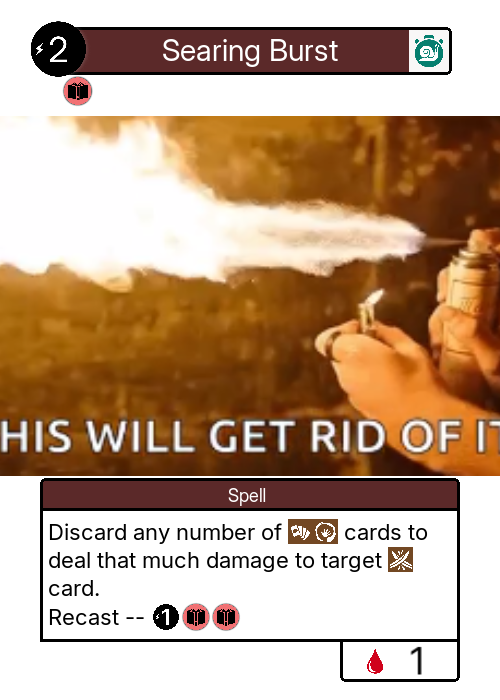 2
Searing Burst
HIS WILL GET RID OF IT
Spell
Discard any number of cards to
deal that much damage to target
card.
Recast -- 1
1